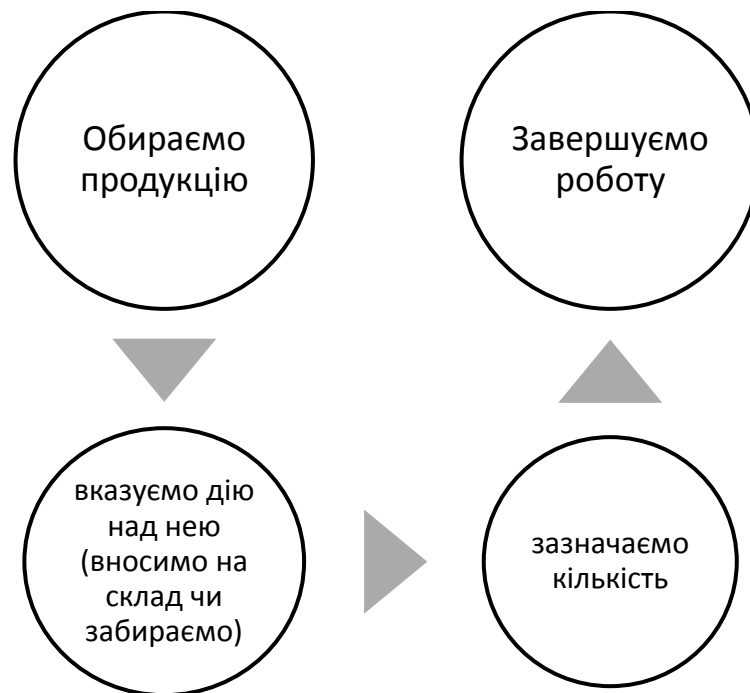 Обираємо
продукцію
вказуємо дію
над нею
(вносимо на
склад чи
забираємо)
зазначаємо
кількість
Завершуємо
роботу